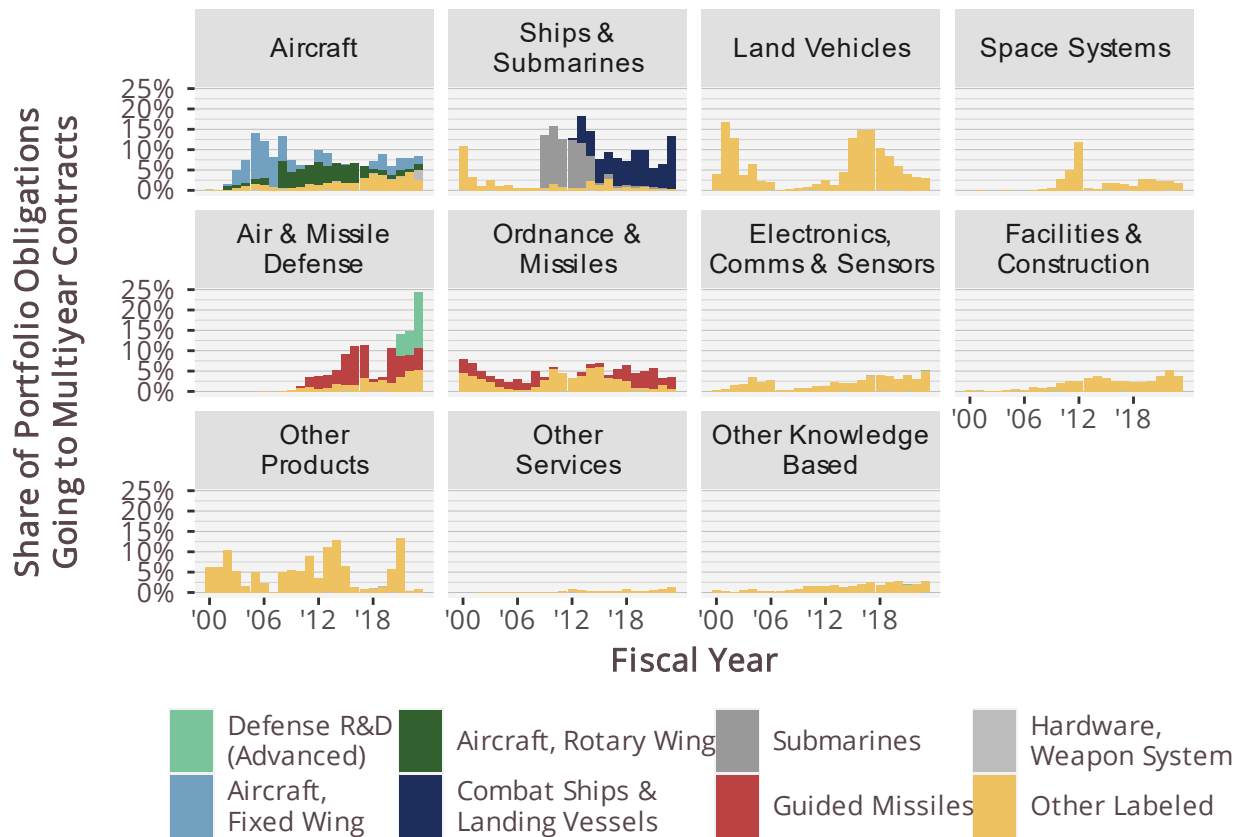 Share of Portfolio Obligations
Going to Multiyear Contracts
Aircraft
Ships &
Submarines
Land Vehicles
Space Systems
25%
20%
15%
10%
5%
0%
Air & Missile
Defense
Ordnance &
Missiles
Electronics,
Comms & Sensors
Facilities &
Construction
25%
20%
15%
10%
5%
0%
'00 '06 '12 '18
Other
Products
Other
Services
Other Knowledge
Based
25%
20%
15%
10%
5%
0%
'00 '06 '12 '18
'00 '06 '12 '18
'00 '06 '12 '18
Fiscal Year
Defense R&D
(Advanced)
Aircraft, Rotary Wing
Submarines
Hardware,
Weapon System
Aircraft,
Fixed Wing
Combat Ships &
Landing Vessels
Guided Missiles
Other Labeled